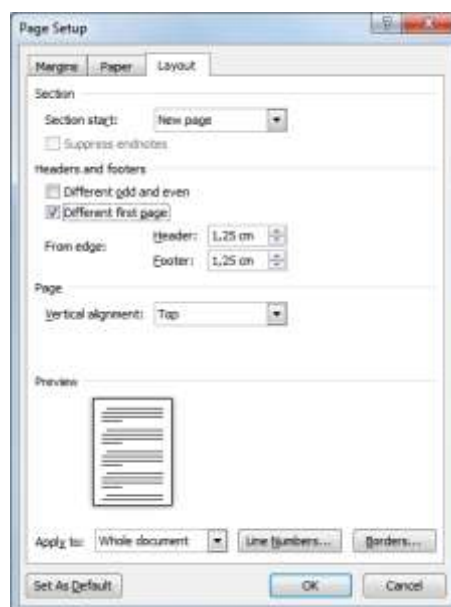 Page Setup
Margins Paper Layout
Section
Section start: New page
Suppress endnotes
Headers and footers
Different odd and even
Different first page
Header: 1,25 cm
From edge:
Footer: 1,25 cm
Page
Vertical alignment: Top
Preview
Apply to: Whole document Line Numbers... Borders...
Set As Default OK Cancel